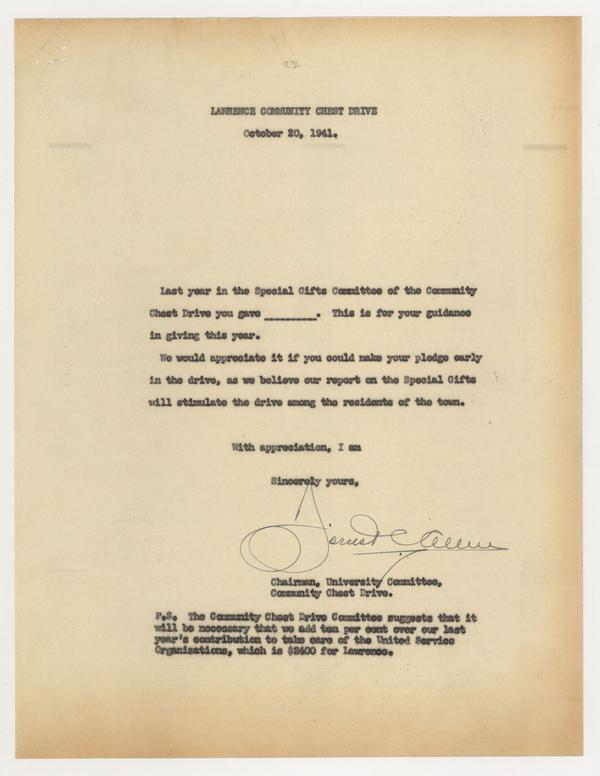 LAWRENCE COMMUNITY CHEST DRIVE
October 20, 1941.
Last year in the Special Gifts Committee of the Community
Chest Drive you gave ________. This is for your guidance
in giving this year.
We would appreciate it if you could make your pledge early
in the drive, as we believe our report on the Special Gifts
will stimulate the drive among the residents of the town.
With appreciation, I am
Sincerely yours,
Forrest C. Allen
Chairman, University Committee,
Community Chest Drive.
P.S. The Community Chest Drive Committee suggests that it
will be necessary that we add ten per cent over our last
year's contribution to take care of the United Service
Organizations, which is $2400 for Lawrence.